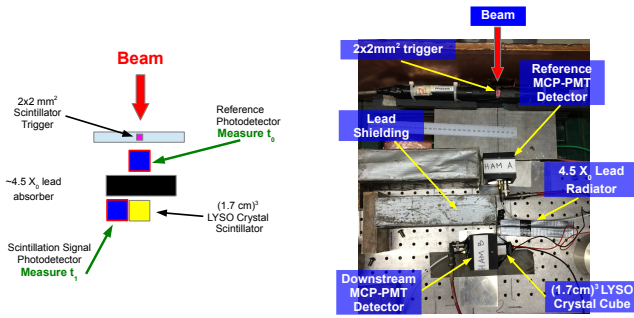 Beam
2x2 mm²
Scintillator
Trigger
Reference
Photodetector
Measure t₀
~4.5 X₀ lead
absorber
(1.7 cm)³
LYSO Crystal
Scintillator
Scintillation Signal
Photodetector
Measure t₁
Beam
2x2mm² trigger
Reference
MCP-PMT
Detector
Lead
Shielding
HAM A
4.5 X₀ Lead
Radiator
HAM B
Downstream
MCP-PMT
Detector
(1.7cm)³ LYSO
Crystal Cube